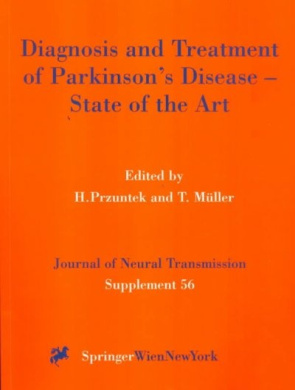 Diagnosis and Treatment
of Parkinson's Disease –
State of the Art
Edited by
H. Przuntek and T. Müller
Journal of Neural Transmission
Supplement 56
SpringerWienNewYork